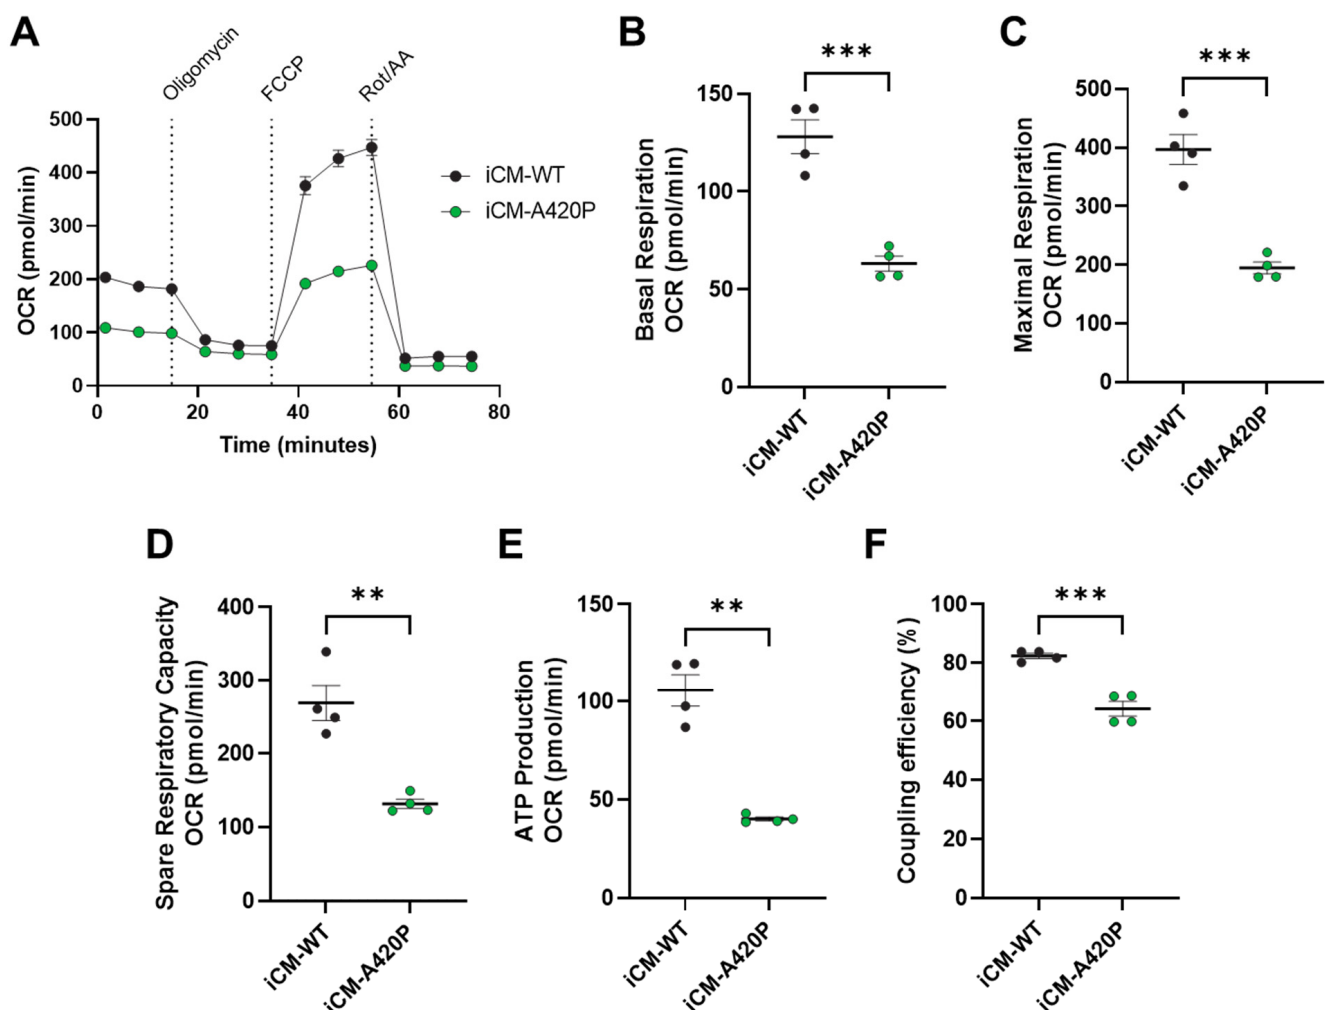 A
Oligomycin
FCCP
Rot/AA
500
400
300
200
100
0
OCR (pmol/min)
0 20 40 60 80
Time (minutes)
iCM-WT
iCM-A420P
B
***
150
100
50
0
Basal Respiration
OCR (pmol/min)
iCM-WT
iCM-A420P
C
***
500
400
300
200
100
0
Maximal Respiration
OCR (pmol/min)
iCM-WT
iCM-A420P
D
**
400
300
200
100
0
Spare Respiratory Capacity
OCR (pmol/min)
iCM-WT
iCM-A420P
E
**
150
100
50
0
ATP Production
OCR (pmol/min)
iCM-WT
iCM-A420P
F
***
100
80
60
40
20
0
Coupling efficiency (%)
iCM-WT
iCM-A420P